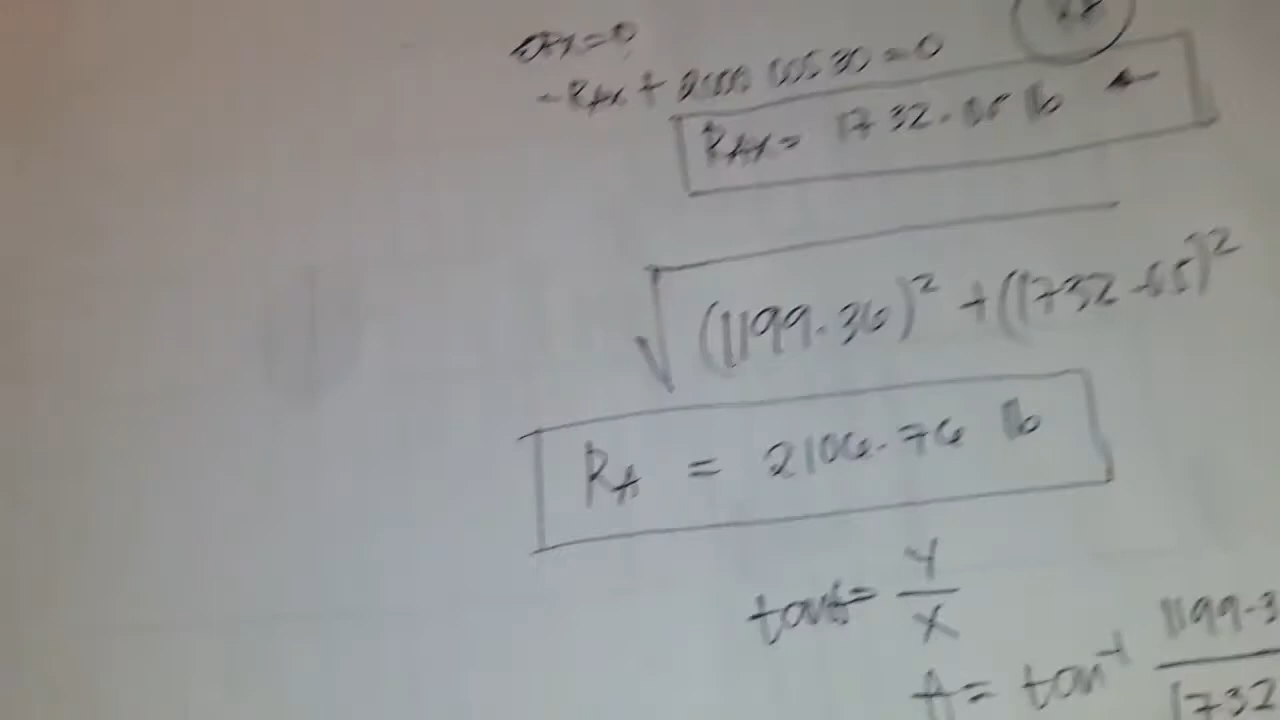 ΣFx=0
-RAx + 2000 cos 30 = 0
RAx = 1732.05 lb ←
√(1199.36)² + (1732.05)²
RA = 2106.76 lb
tanθ = y/x
θ = tan⁻¹ 1199.3 / 1732